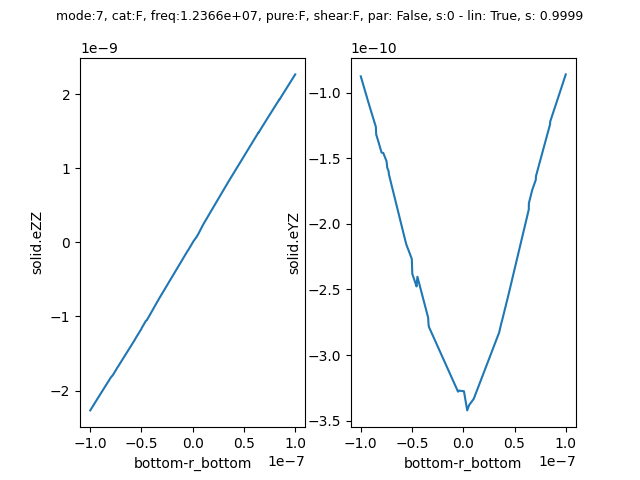 mode:7, cat:F, freq:1.2366e+07, pure:F, shear:F, par: False, s:0 - lin: True, s: 0.9999
1e−9
2
1
0
−1
−2
solid.eZZ
−1.0 −0.5 0.0 0.5 1.0
bottom-r_bottom 1e−7
1e−10
−1.0
−1.5
−2.0
−2.5
−3.0
−3.5
solid.eYZ
−1.0 −0.5 0.0 0.5 1.0
bottom-r_bottom 1e−7